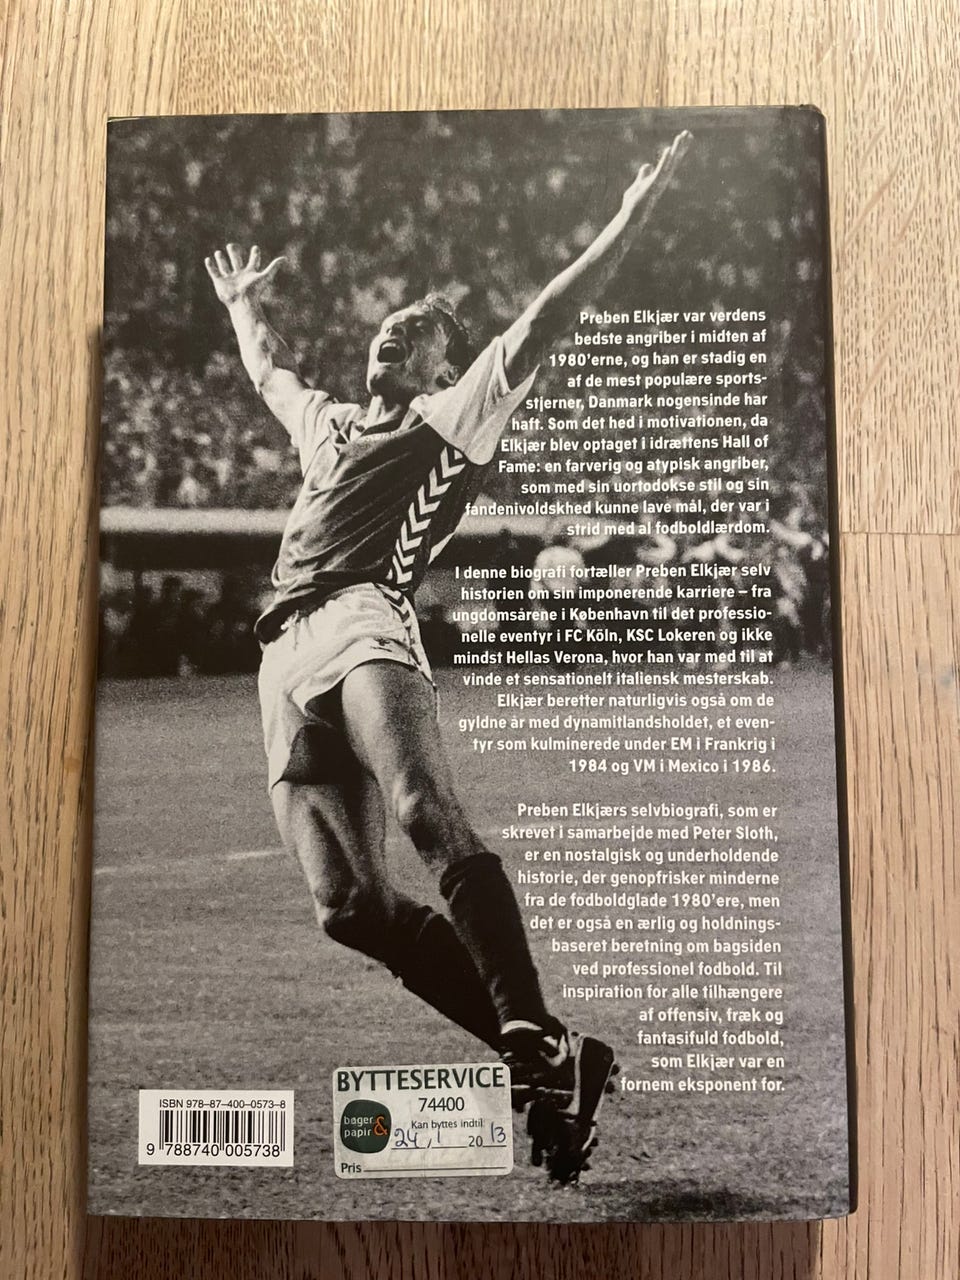 Preben Elkjær var verdens
bedste angriber i midten af
1980'erne, og han er stadig en
af de mest populære sports-
stjerner, Danmark nogensinde har
haft. Som det hed i motivationen, da
Elkjær blev optaget i idrættens Hall of
Fame: en farverig og atypisk angriber,
som med sin uortodokse stil og sin
fandenivoldskhed kunne lave mål, der var i
strid med al fodboldlærdom.
I denne biografi fortæller Preben Elkjær selv
historien om sin imponerende karriere – fra
ungdomsårene i København til det professio-
nelle eventyr i FC Köln, KSC Lokeren og ikke
mindst Hellas Verona, hvor han var med til at
vinde et sensationelt italiensk mesterskab.
Elkjær beretter naturligvis også om de
gyldne år med dynamitlandsholdet, et even-
tyr som kulminerede under EM i Frankrig i
1984 og VM i Mexico i 1986.
Preben Elkjærs selvbiografi, som er
skrevet i samarbejde med Peter Sloth,
er en nostalgisk og underholdende
historie, der genopfrisker minderne
fra de fodboldglade 1980'ere, men
det er også en ærlig og holdnings-
baseret beretning om bagsiden
ved professionel fodbold. Til
inspiration for alle tilhængere
af offensiv, fræk og
fantasifuld fodbold,
som Elkjær var en
fornem eksponent for.
ISBN 978-87-400-0573-8
9 788740 005738
BYTTESERVICE
74400
bøger &
papir
Kan byttes indtil
24, 1 20 13
Pris